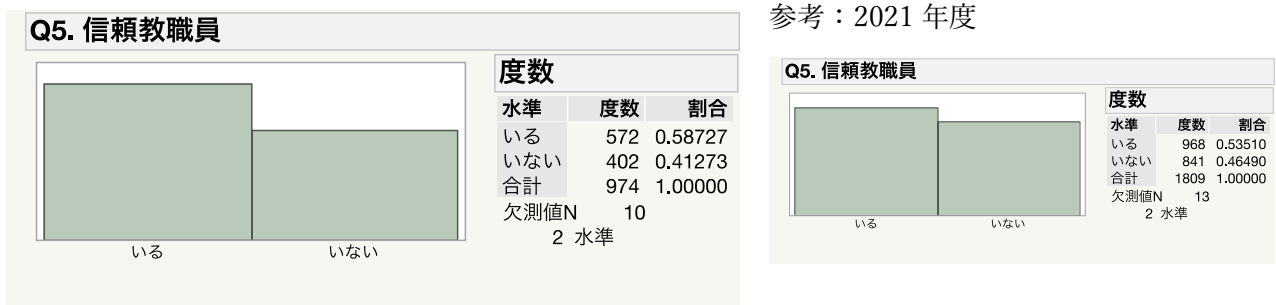 Q5. 信頼教職員
度数
水準 度数 割合
いる 572 0.58727
いない 402 0.41273
合計 974 1.00000
欠測値N 10
2 水準
いる いない
参考：2021 年度
Q5. 信頼教職員
度数
水準 度数 割合
いる 968 0.53510
いない 841 0.46490
合計 1809 1.00000
欠測値N 13
2 水準
いる いない